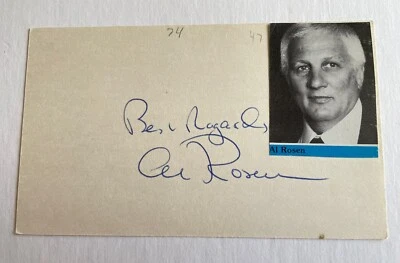 24 47
Best Regards
Al Rosen
Al Rosen